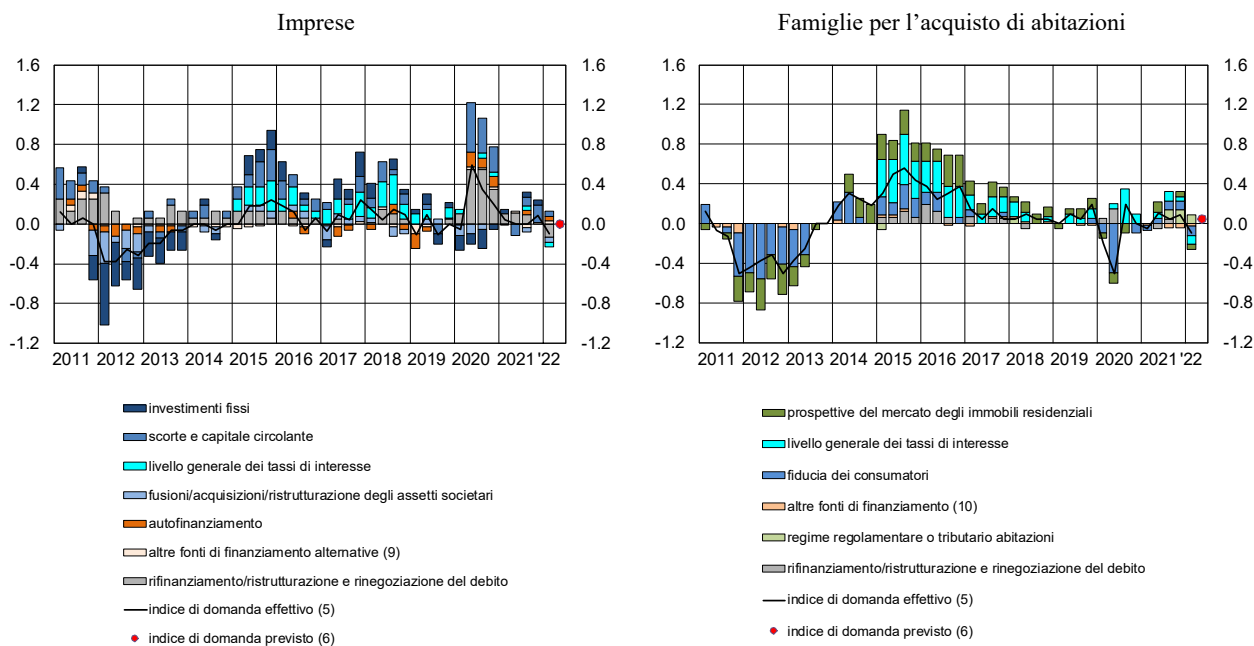 Imprese
1.6 1.6
1.2 1.2
0.8 0.8
0.4 0.4
0.0 0.0
-0.4 -0.4
-0.8 -0.8
-1.2 -1.2
2011 2012 2013 2014 2015 2016 2017 2018 2019 2020 2021 '22
investimenti fissi
scorte e capitale circolante
livello generale dei tassi di interesse
fusioni/acquisizioni/ristrutturazione degli assetti societari
autofinanziamento
altre fonti di finanziamento alternative (9)
rifinanziamento/ristrutturazione e rinegoziazione del debito
indice di domanda effettivo (5)
indice di domanda previsto (6)
Famiglie per l’acquisto di abitazioni
1.6 1.6
1.2 1.2
0.8 0.8
0.4 0.4
0.0 0.0
-0.4 -0.4
-0.8 -0.8
-1.2 -1.2
2011 2012 2013 2014 2015 2016 2017 2018 2019 2020 2021 '22
prospettive del mercato degli immobili residenziali
livello generale dei tassi di interesse
fiducia dei consumatori
altre fonti di finanziamento (10)
regime regolamentare o tributario abitazioni
rifinanziamento/ristrutturazione e rinegoziazione del debito
indice di domanda effettivo (5)
indice di domanda previsto (6)